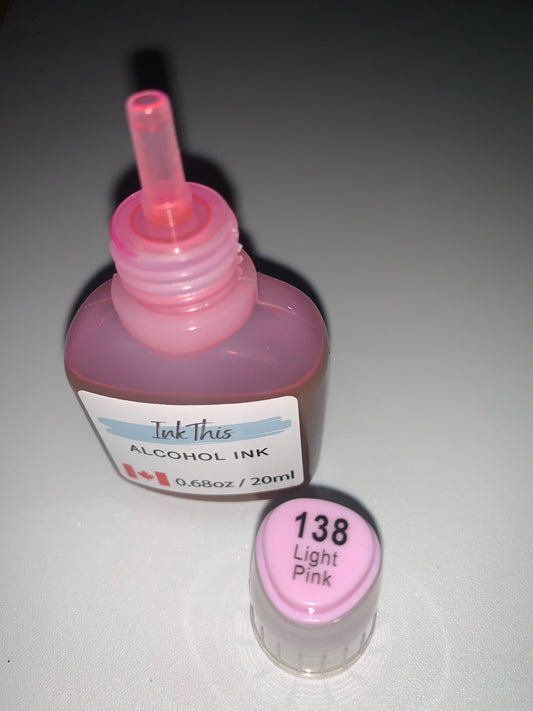 InkThis
ALCOHOL INK
0.68oz / 20ml
138
Light
Pink